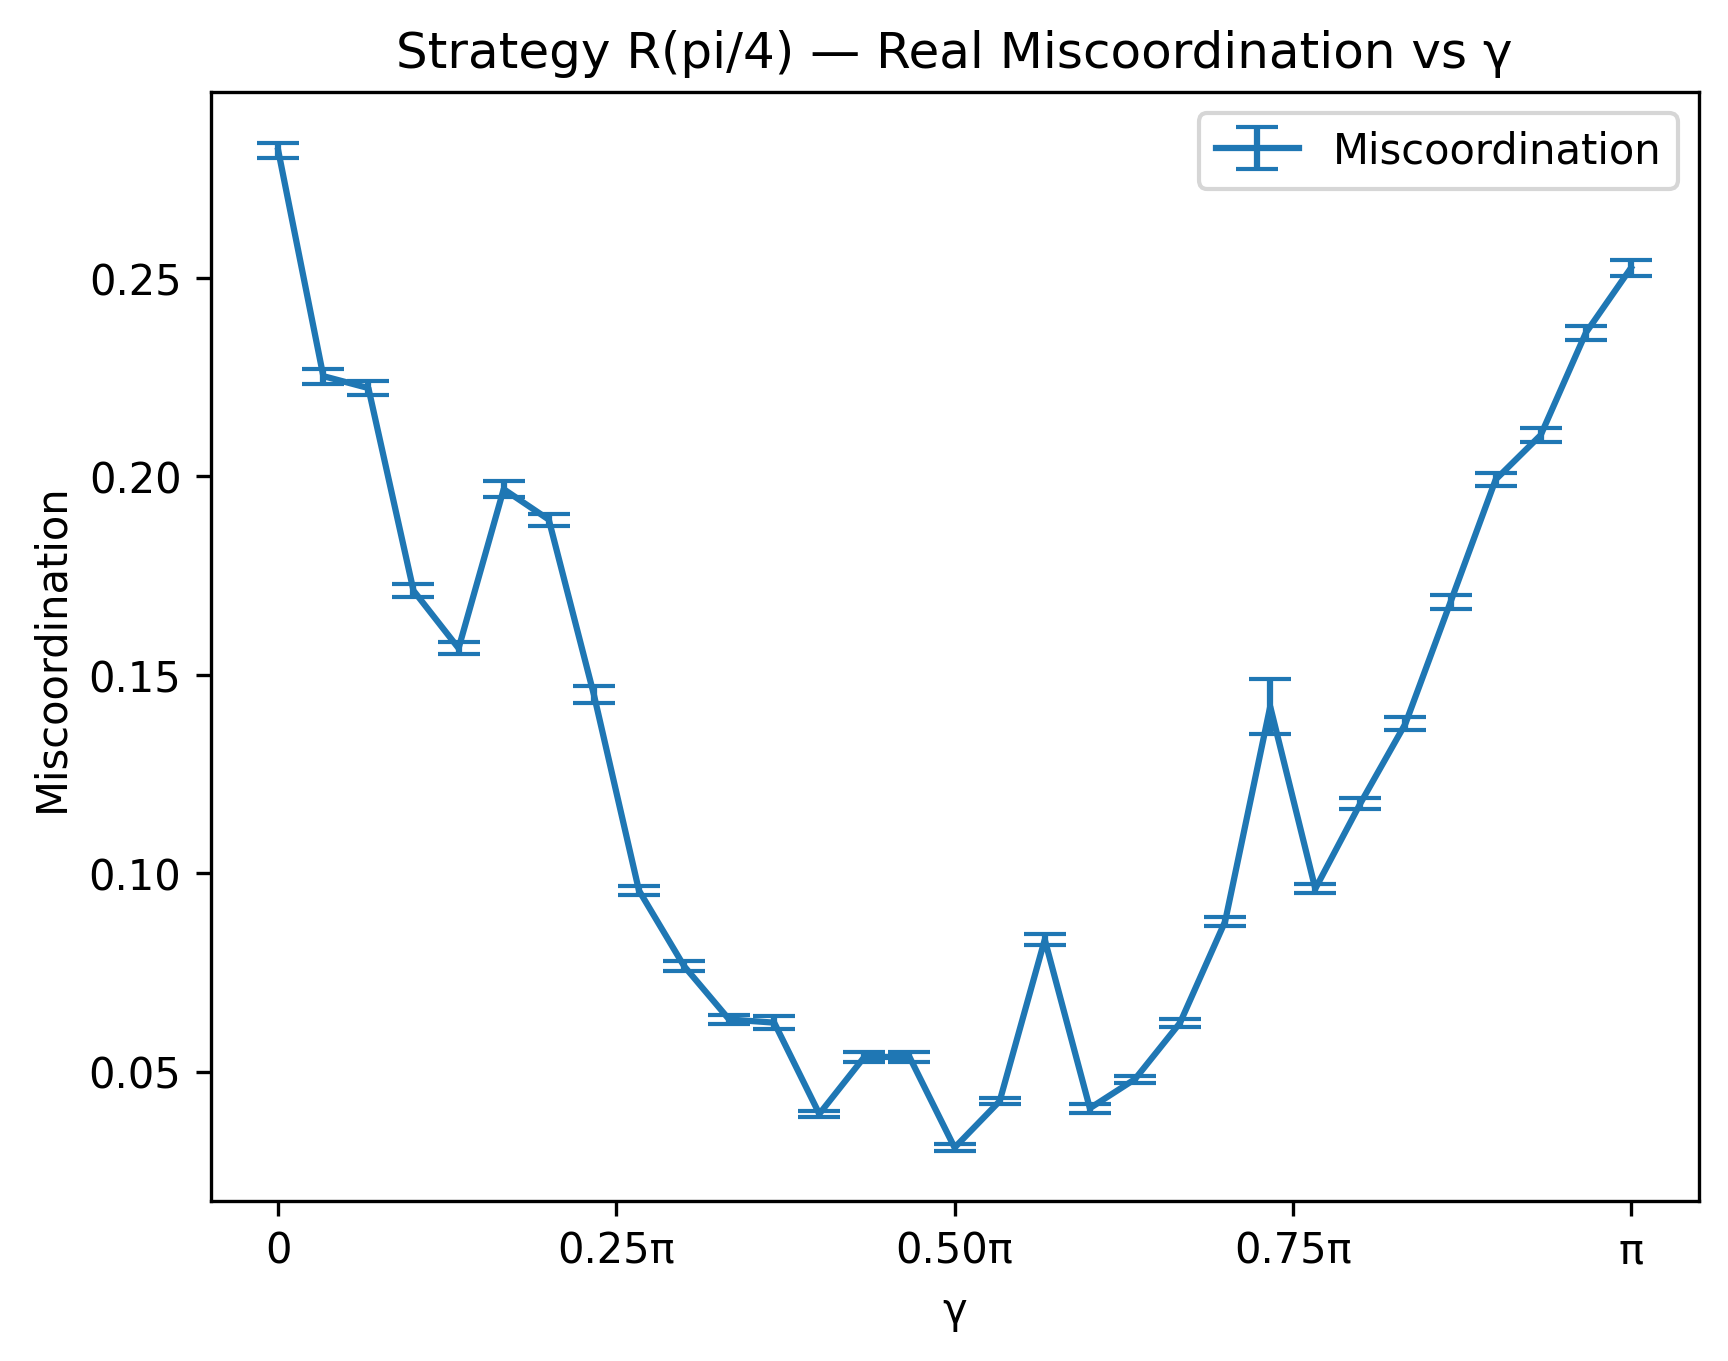 Strategy R(pi/4) — Real Miscoordination vs γ
Miscoordination
0.25
0.20
0.15
0.10
0.05
Miscoordination
0
0.25π
0.50π
0.75π
π
γ